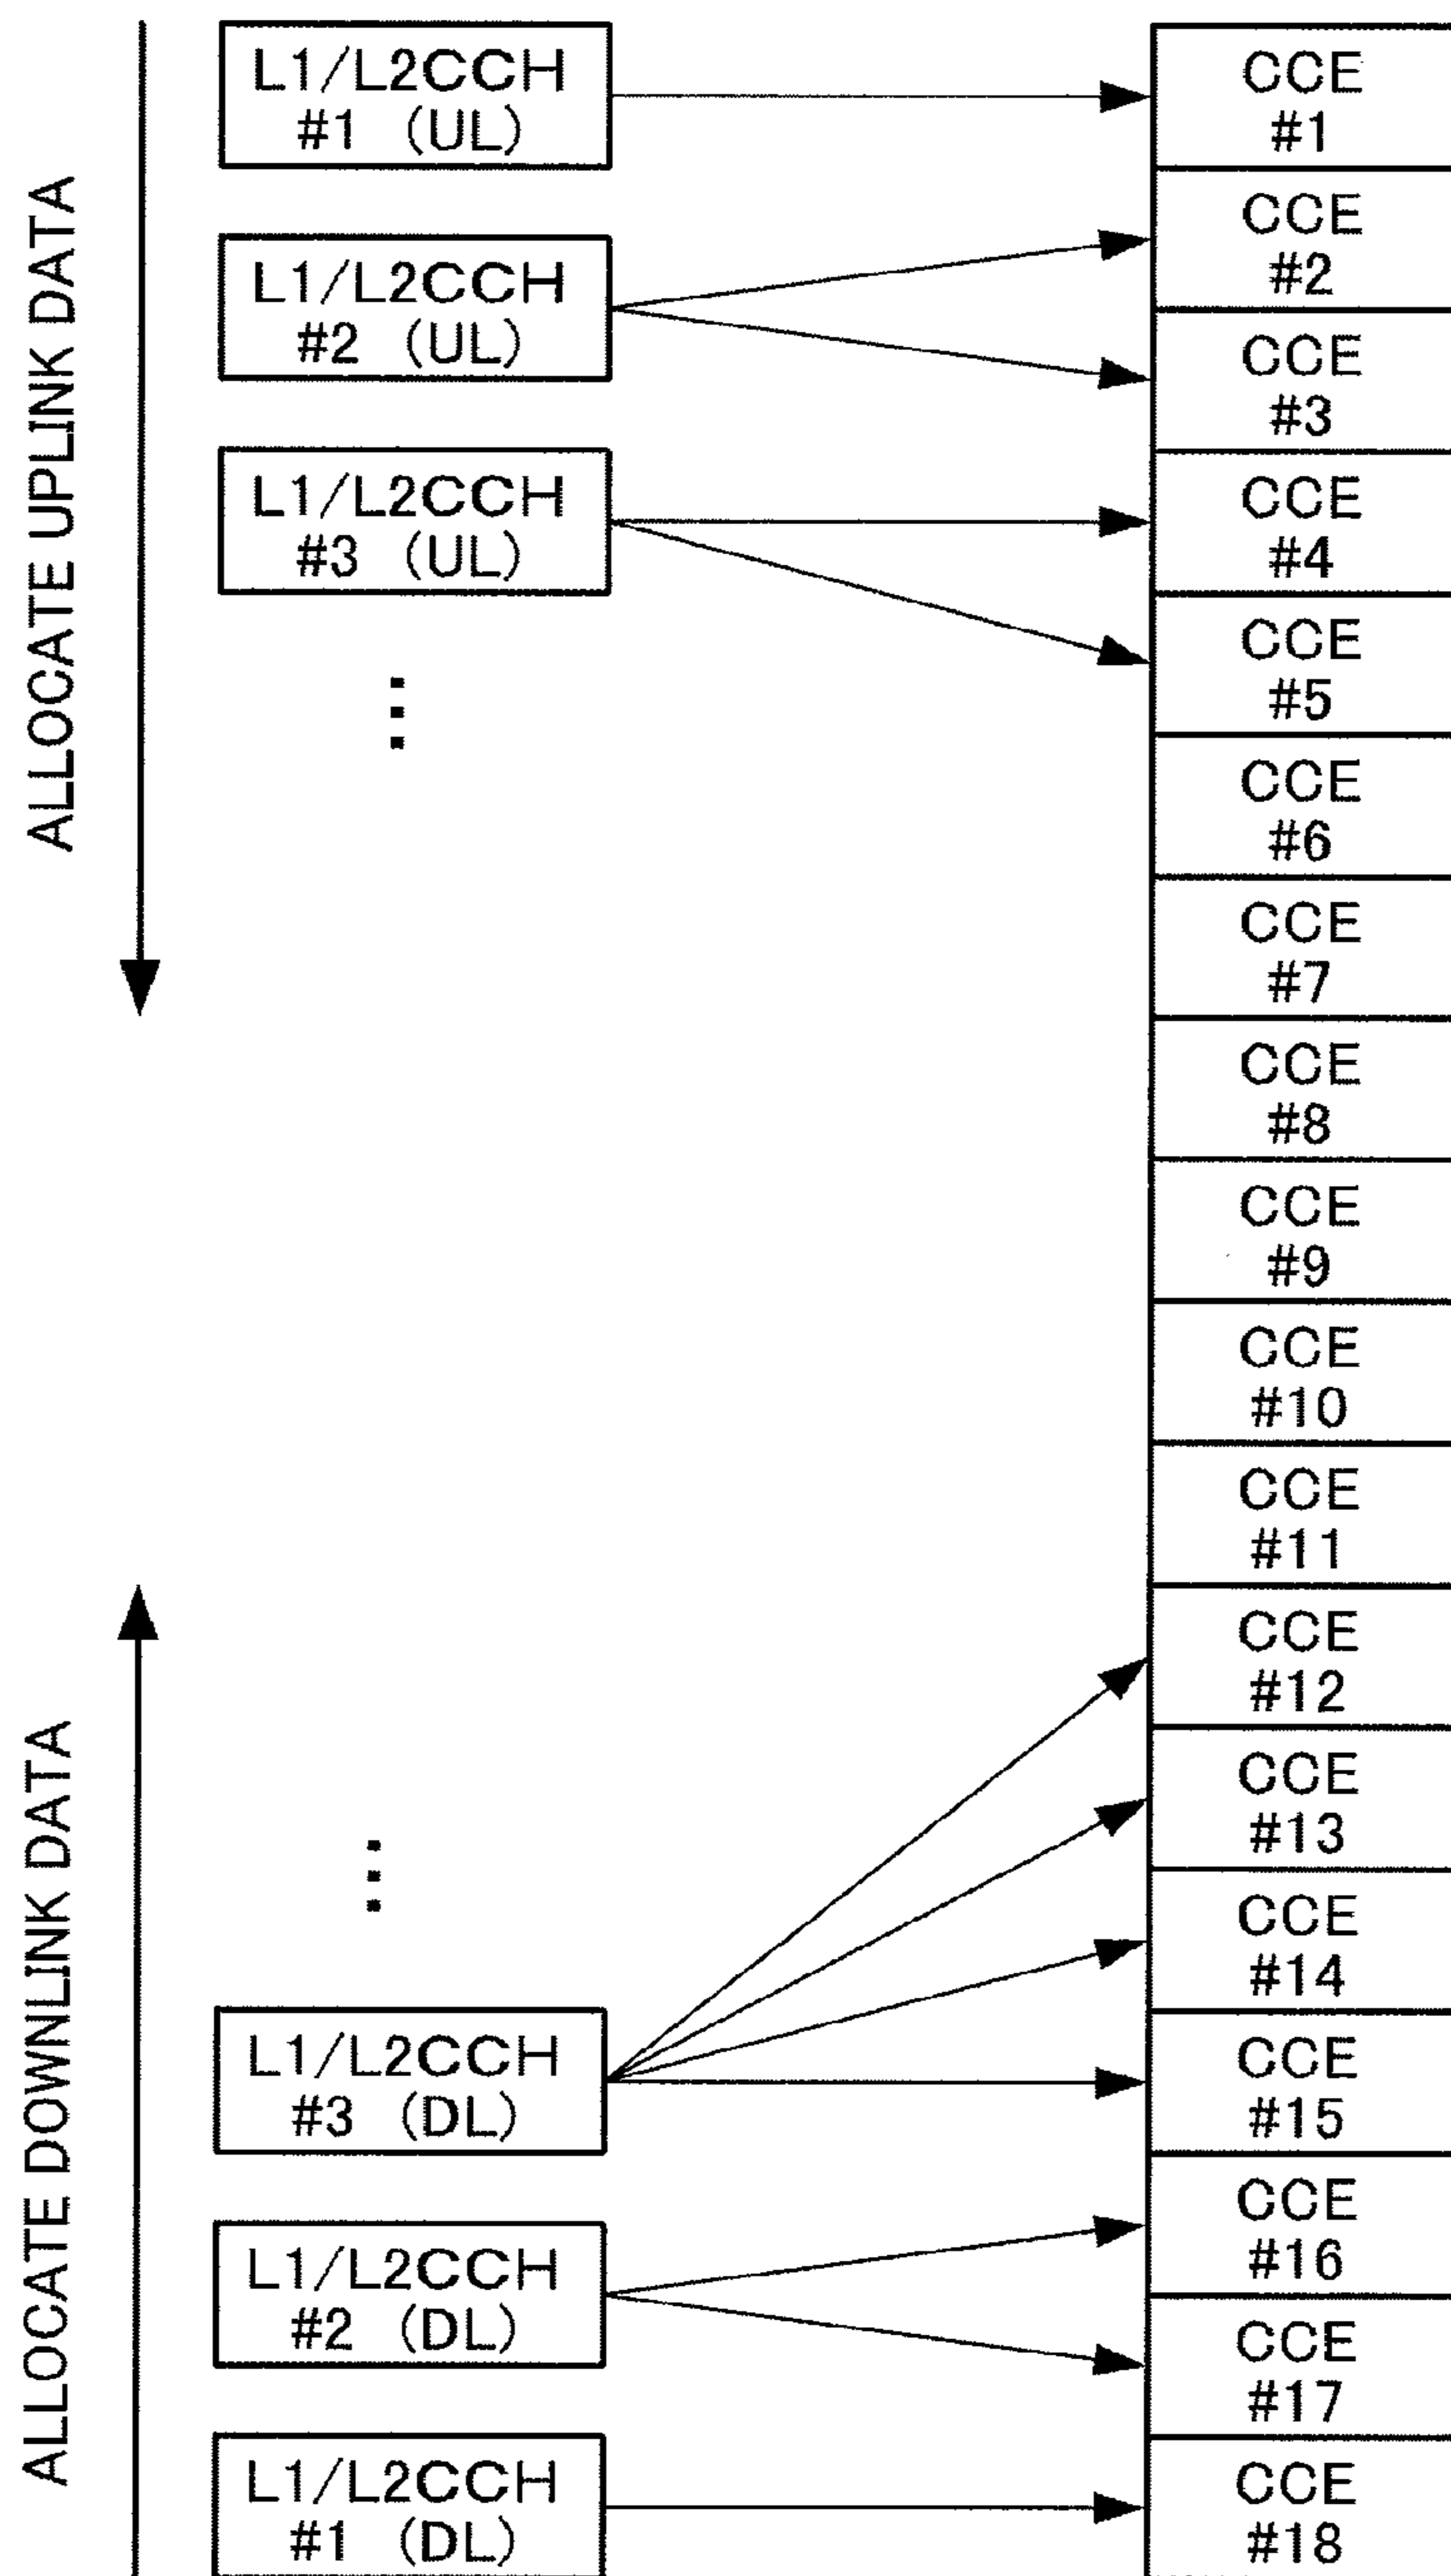 ALLOCATE UPLINK DATA
L1/L2CCH
#1 (UL)
L1/L2CCH
#2 (UL)
L1/L2CCH
#3 (UL)
CCE
#1
CCE
#2
CCE
#3
CCE
#4
CCE
#5
CCE
#6
CCE
#7
CCE
#8
CCE
#9
CCE
#10
CCE
#11
ALLOCATE DOWNLINK DATA
L1/L2CCH
#3 (DL)
L1/L2CCH
#2 (DL)
L1/L2CCH
#1 (DL)
CCE
#12
CCE
#13
CCE
#14
CCE
#15
CCE
#16
CCE
#17
CCE
#18